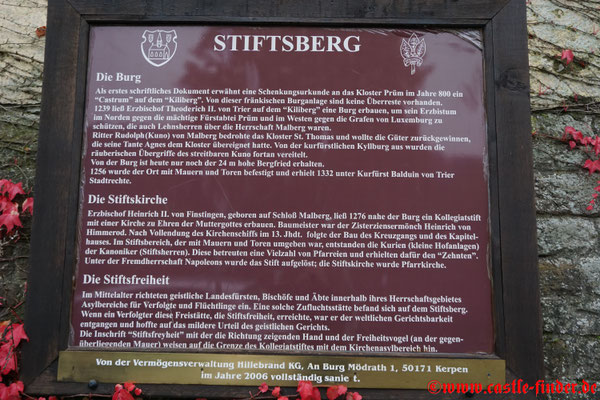 STIFTSBERG
Die Burg
Als erstes schriftliches Dokument erwähnt eine Schenkungsurkunde an das Kloster Prüm im Jahre 800 ein
"Castrum" auf dem "Kiliberg". Von dieser fränkischen Burganlage sind keine Überreste vorhanden.
1239 ließ Erzbischof Theoderich II. von Trier auf dem "Kiliberg" eine Burg erbauen, um sein Erzbistum
im Norden gegen die mächtige Fürstabtei Prüm und im Westen gegen die Grafen von Luxemburg zu
schützen, die auch Lehnsherren über die Herrschaft Malberg waren.
Ritter Rudolph(Kuno) von Malberg bedrohte das Kloster St. Thomas und wollte die Güter zurückgewinnen,
die seine Tante Agnes dem Kloster übereignet hatte. Von der kurfürstlichen Kyllburg aus wurden die
räuberischen Übergriffe des streitbaren Kuno fortan vereitelt.
Von der Burg ist heute nur noch der 24 m hohe Bergfried erhalten.
1256 wurde der Ort mit Mauern und Toren befestigt und erhielt 1332 unter Kurfürst Balduin von Trier
Stadtrechte.
Die Stiftskirche
Erzbischof Heinrich II. von Finstingen, geboren auf Schloß Malberg, ließ 1276 nahe der Burg ein Kollegiatstift
mit einer Kirche zu Ehren der Muttergottes erbauen. Baumeister war der Zisterziensermönch Heinrich von
Himmerod. Nach Vollendung des Kirchenschiffs im 13. Jhdt. folgte der Bau des Kreuzgangs und des Kapitel-
hauses. Im Stiftsbereich, der mit Mauern und Toren umgeben war, entstanden die Kurien (kleine Hofanlagen)
der Kanoniker (Stiftsherren). Diese betreuten eine Vielzahl von Pfarreien und erhielten dafür den "Zehnten".
Unter der Fremdherrschaft Napoleons wurde das Stift aufgelöst; die Stiftskirche wurde Pfarrkirche.
Die Stiftsfreiheit
Im Mittelalter richteten geistliche Landesfürsten, Bischöfe und Äbte innerhalb ihres Herrschaftsgebietes
Asylbereiche für Verfolgte und Flüchtlinge ein. Eine solche Zufluchtsstätte befand sich auf dem Stiftsberg.
Wenn ein Verfolgter diese Freistätte, die Stiftsfreiheit, erreichte, war er der weltlichen Gerichtsbarkeit
entgangen und hoffte auf das mildere Urteil des geistlichen Gerichts.
Die Inschrift "Stiftsfreyheit" mit der die Richtung zeigenden Hand und der Freiheitsvogel (an der gegen-
überliegenden Mauer) weisen auf die Grenze des Kollegiatstiftes mit dem Kirchenasylbereich hin.
Von der Vermögensverwaltung Hillebrand KG, An Burg Mödrath 1, 50171 Kerpen
im Jahre 2006 vollständig sanie t.
©www.castle-finder.de